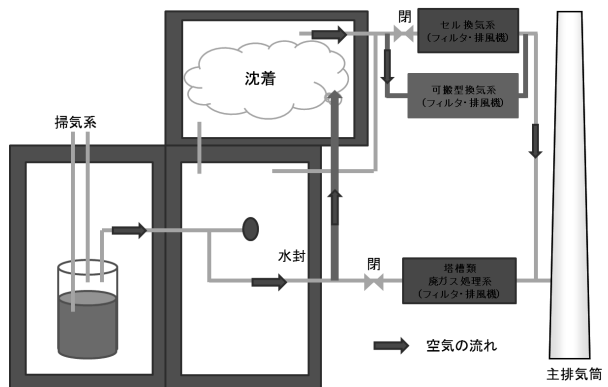 閉
セル換気系
(フィルタ・排風機)
沈着
可搬型換気系
(フィルタ・排風機)
掃気系
水封
閉
塔槽類
廃ガス処理系
(フィルタ・排風機)
空気の流れ
主排気筒